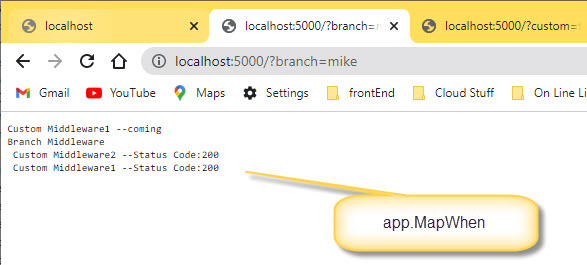 localhost
localhost:5000/?branch=m
localhost:5000/?custom=
localhost:5000/?branch=mike
Gmail
YouTube
Maps
Settings
frontEnd
Cloud Stuff
On Line Li
Custom Middleware1 --coming
Branch Middleware
Custom Middleware2 --Status Code:200
Custom Middleware1 --Status Code:200
app.MapWhen